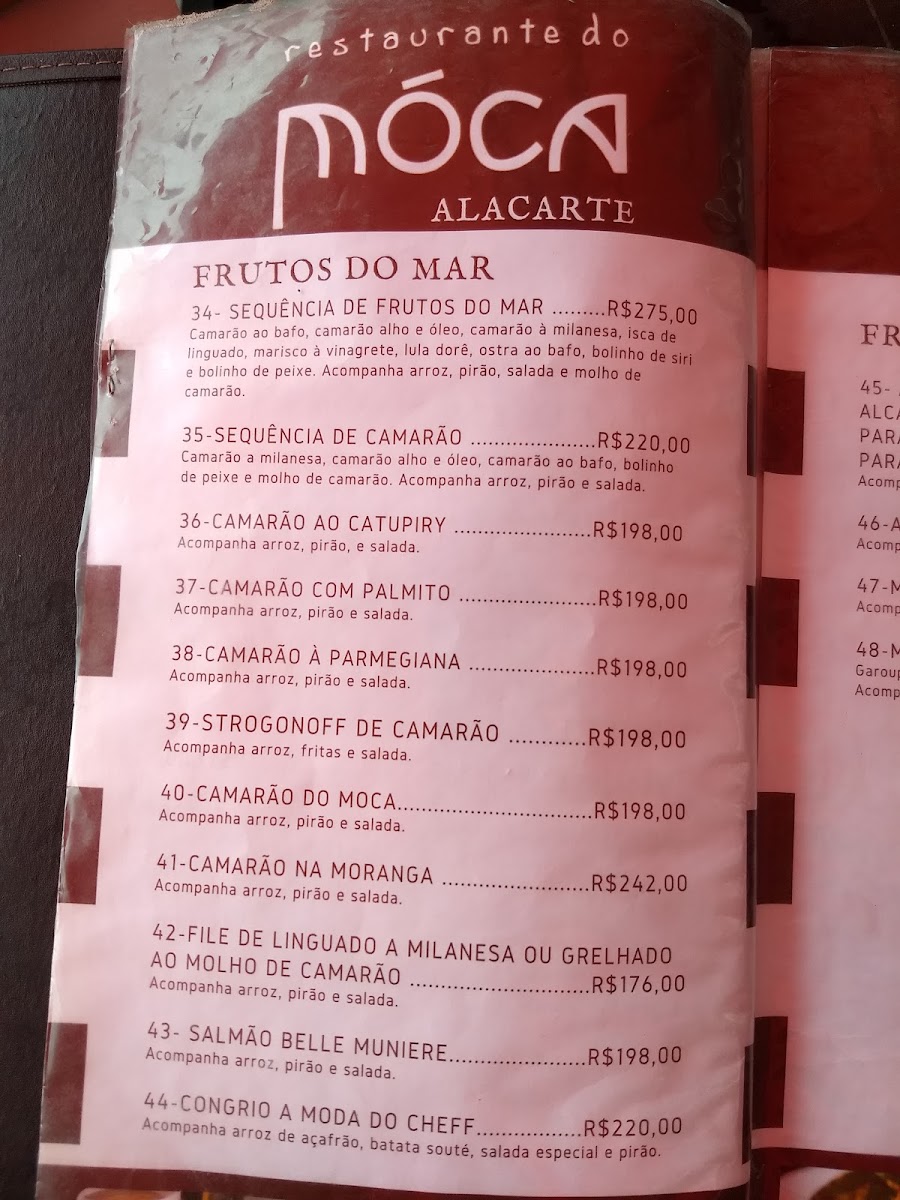 restaurante do
MÓCA
ALACARTE
FRUTOS DO MAR
34- SEQUÊNCIA DE FRUTOS DO MAR .........R$275,00
Camarão ao bafo, camarão alho e óleo, camarão à milanesa, isca de
linguado, marisco à vinagrete, lula dorê, ostra ao bafo, bolinho de siri
e bolinho de peixe. Acompanha arroz, pirão, salada e molho de
camarão.
35-SEQUÊNCIA DE CAMARÃO ......................R$220,00
Camarão a milanesa, camarão alho e óleo, camarão ao bafo, bolinho
de peixe e molho de camarão. Acompanha arroz, pirão e salada.
36-CAMARÃO AO CATUPIRY ........................R$198,00
Acompanha arroz, pirão, e salada.
37-CAMARÃO COM PALMITO ........................R$198,00
Acompanha arroz, pirão e salada.
38-CAMARÃO À PARMEGIANA ......................R$198,00
Acompanha arroz, pirão e salada.
39-STROGONOFF DE CAMARÃO ............R$198,00
Acompanha arroz, fritas e salada.
40-CAMARÃO DO MOCA..................................R$198,00
Acompanha arroz, pirão e salada.
41-CAMARÃO NA MORANGA ..........................R$242,00
Acompanha arroz, pirão e salada.
42-FILE DE LINGUADO A MILANESA OU GRELHADO
AO MOLHO DE CAMARÃO ...............................R$176,00
Acompanha arroz, pirão e salada.
43- SALMÃO BELLE MUNIERE........................R$198,00
Acompanha arroz, pirão e salada.
44-CONGRIO A MODA DO CHEFF..................R$220,00
Acompanha arroz de açafrão, batata souté, salada especial e pirão.
FR
45-
ALCA
PARA
PARA
Acomp
46-A
Acomp
47-M
Acomp
48-M
Garoup
Acomp